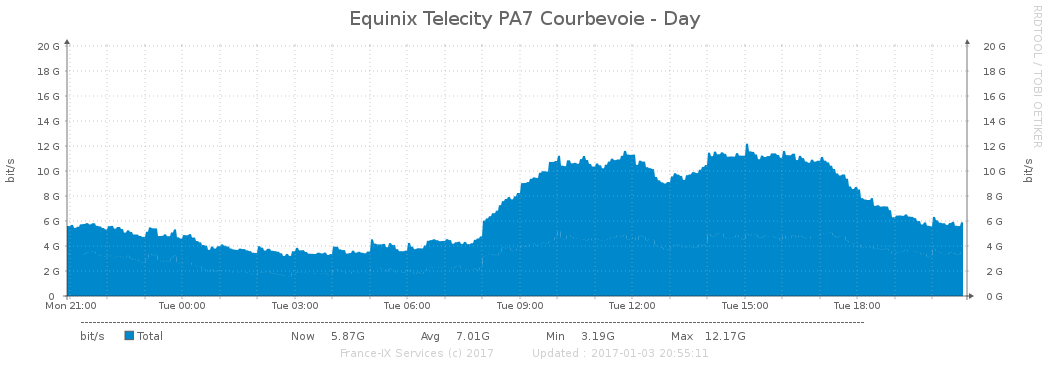 Equinix Telecity PA7 Courbevoie - Day
RRDTOOL / TOBI OETIKER
bit/s
bit/s
20 G 20 G
18 G 18 G
16 G 16 G
14 G 14 G
12 G 12 G
10 G 10 G
8 G 8 G
6 G 6 G
4 G 4 G
2 G 2 G
0 0 G
Mon 21:00 Tue 00:00 Tue 03:00 Tue 06:00 Tue 09:00 Tue 12:00 Tue 15:00 Tue 18:00
bit/s Total Now 5.87G Avg 7.01G Min 3.19G Max 12.17G
France-IX Services (c) 2017 Updated : 2017-01-03 20:55:11